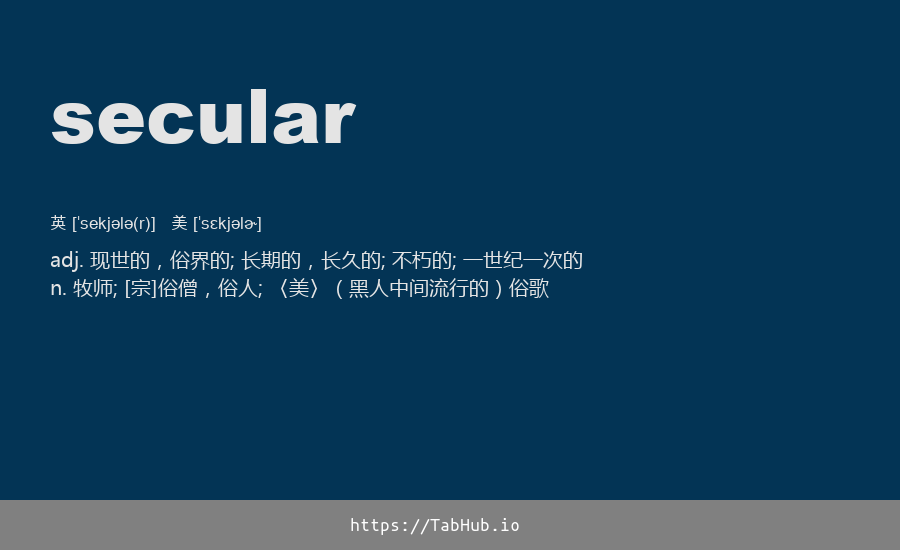 secular
英 [ˈsekjələ(r)] 美 [ˈsɛkjəlɚ]
adj. 现世的，俗界的; 长期的，长久的; 不朽的; 一世纪一次的
n. 牧师; [宗]俗僧，俗人; 〈美〉（黑人中间流行的）俗歌
https://TabHub.io